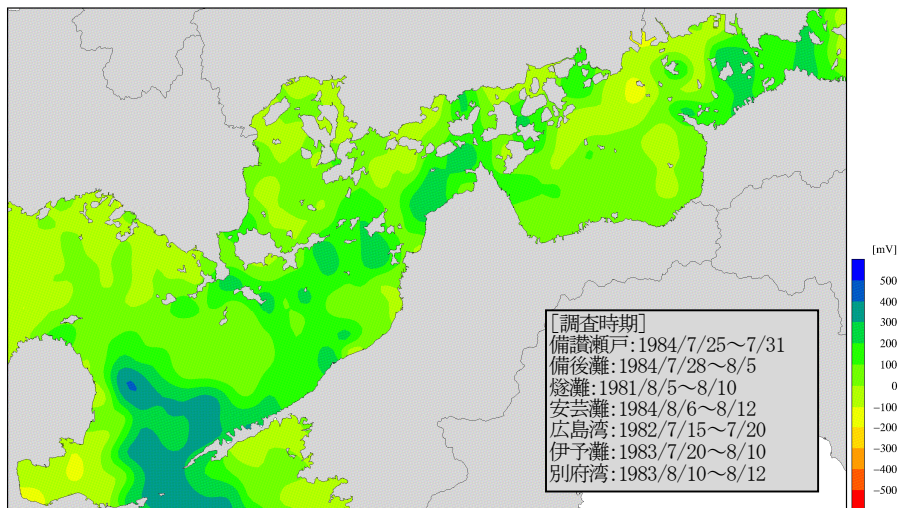 [mV]
500
400
300
200
100
0
−100
−200
−300
−400
−500
[調査時期]
備讃瀬戸:1984/7/25～7/31
備後灘:1984/7/28～8/5
燧灘:1981/8/5～8/10
安芸灘:1984/8/6～8/12
広島湾:1982/7/15～7/20
伊予灘:1983/7/20～8/10
別府湾:1983/8/10～8/12